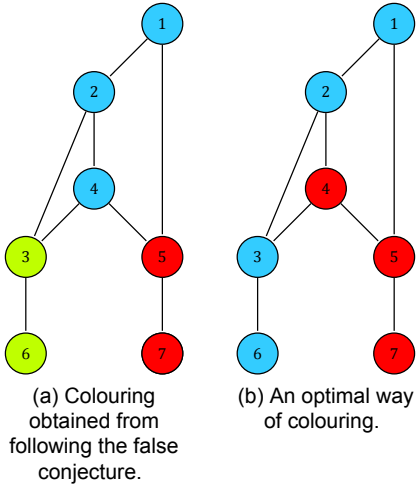 1
2
4
3
5
6
7
1
2
4
3
5
6
7
(a) Colouring
obtained from
following the false
conjecture.
(b) An optimal way
of colouring.